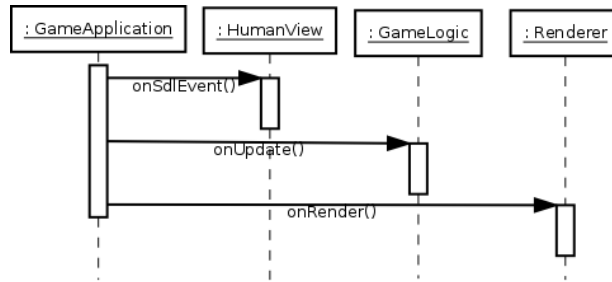 : GameApplication
: HumanView
: GameLogic
: Renderer
onSdlEvent()
onUpdate()
onRender()